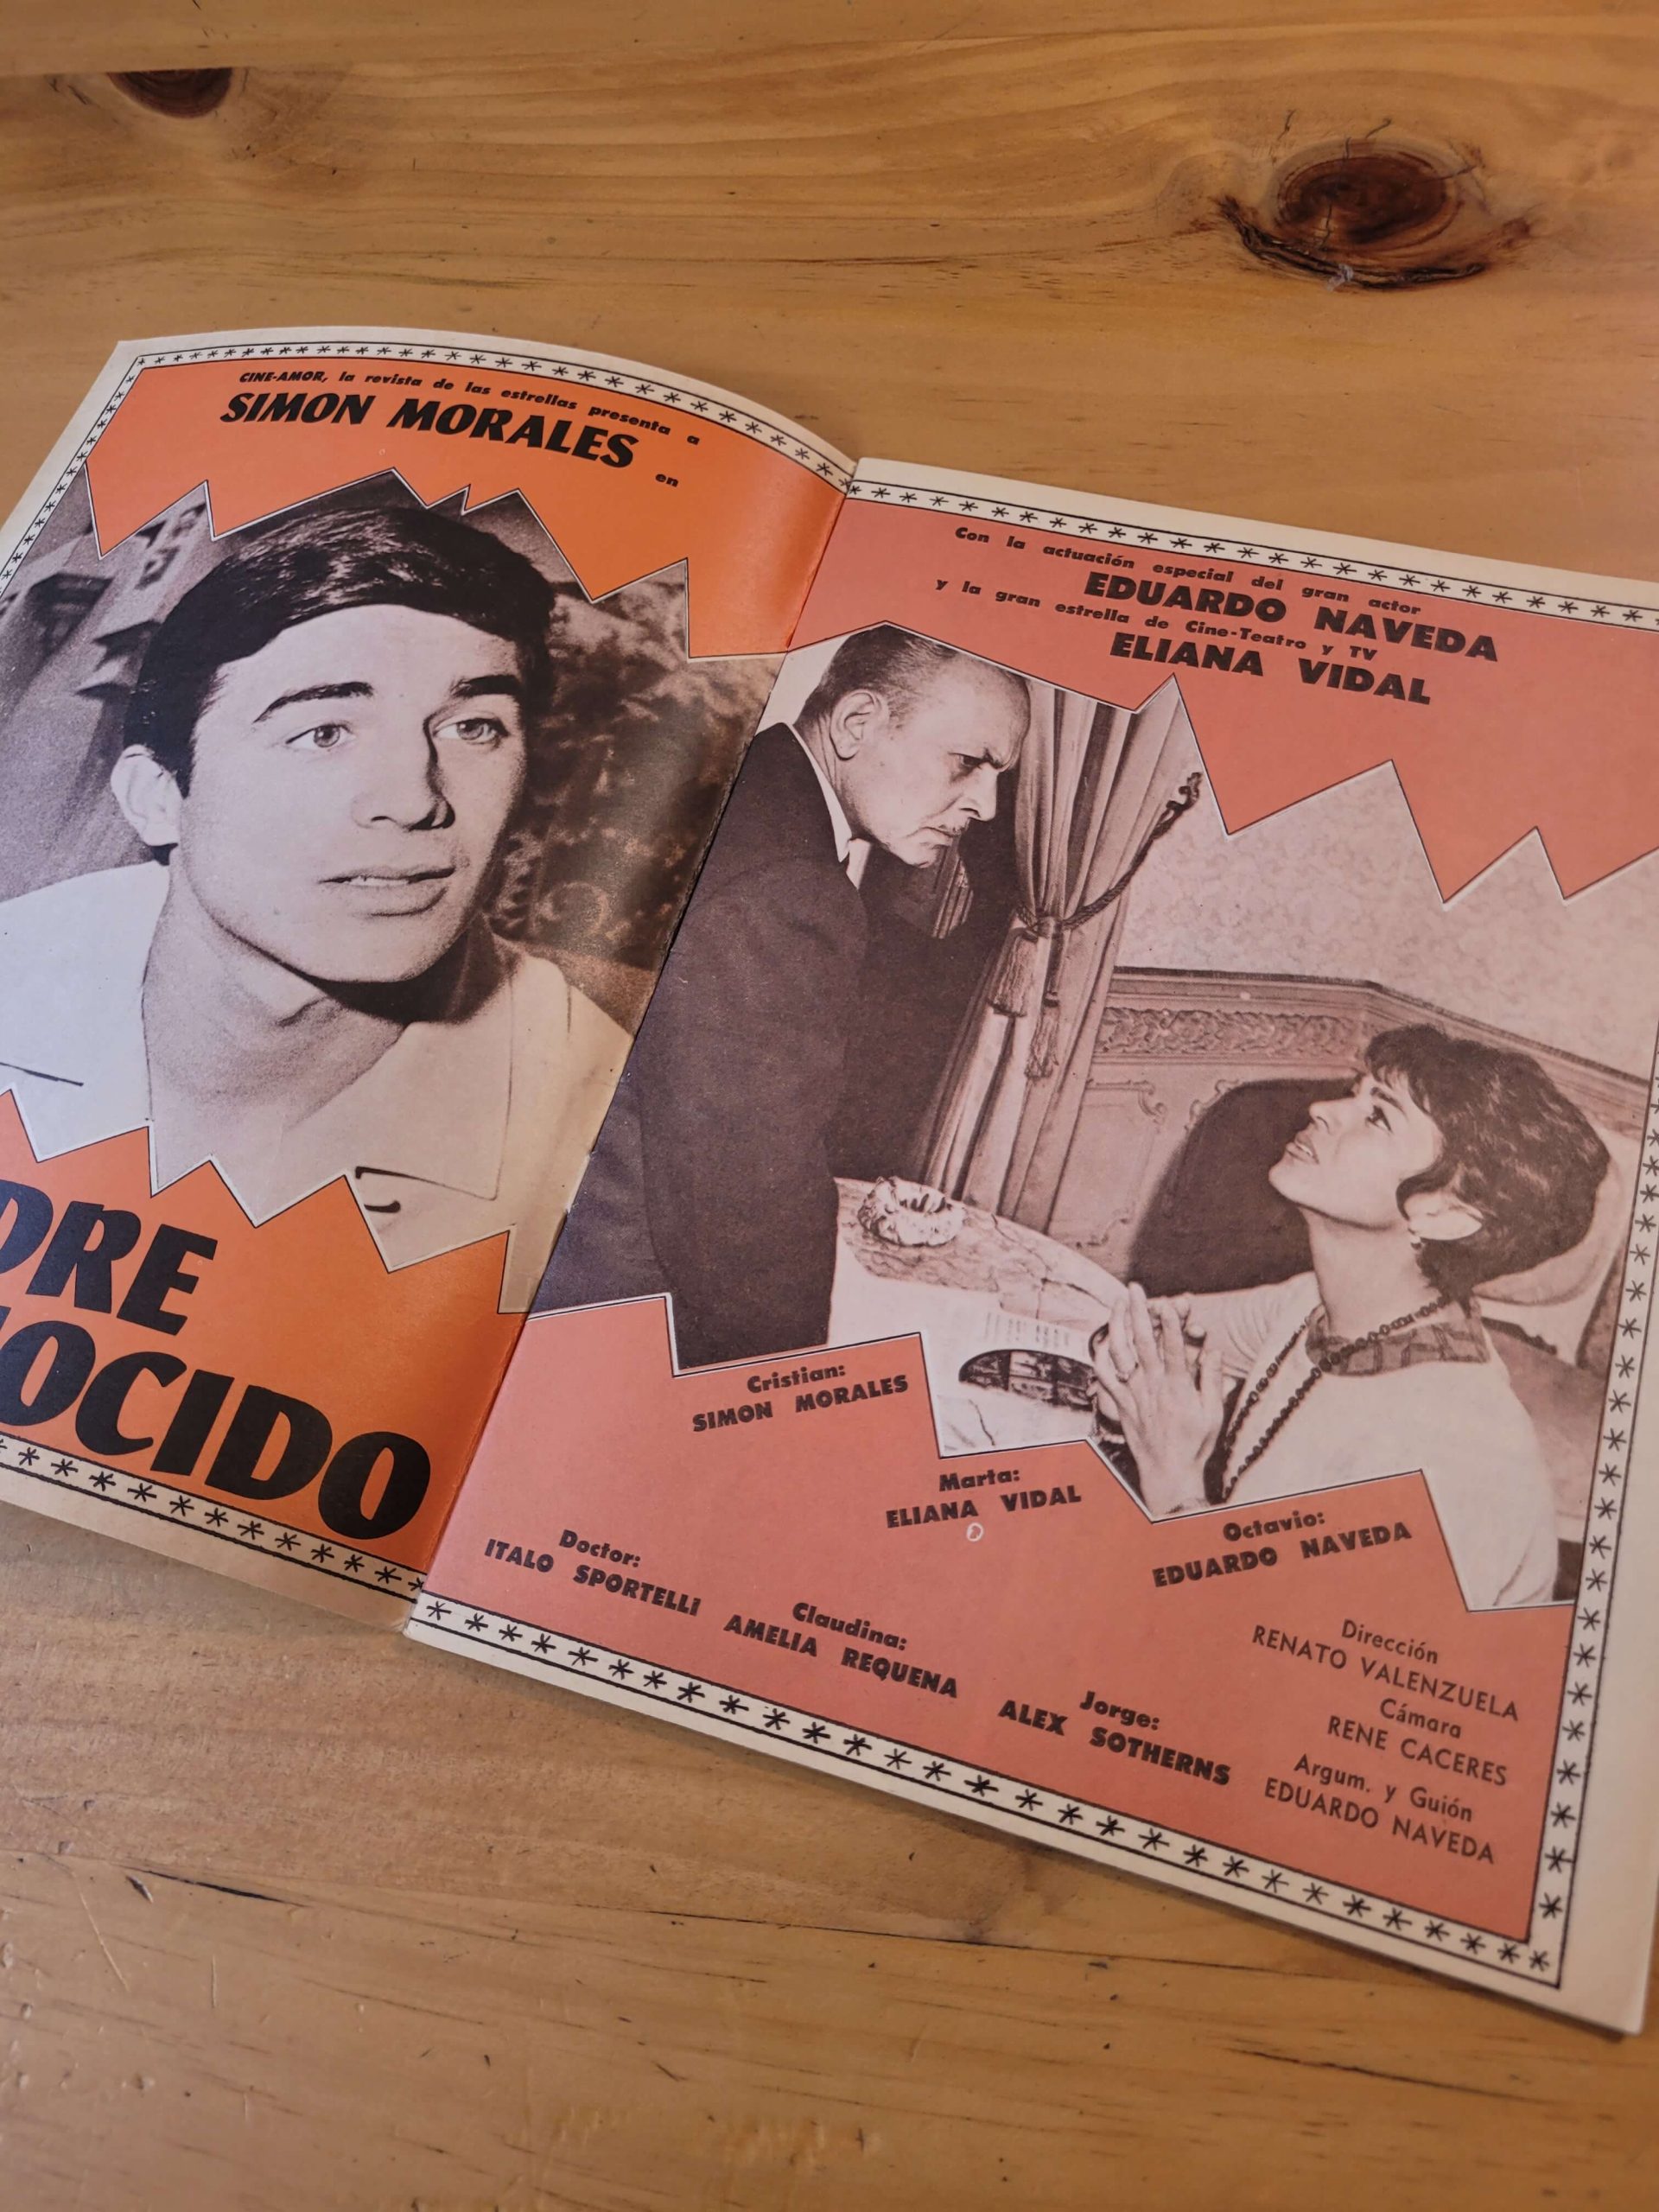 CINE-AMOR, la revista de las estrellas presenta a
SIMON MORALES
en
DRE
OCIDO
Con la actuación especial del gran actor
EDUARDO NAVEDA
y la gran estrella de Cine-Teatro y TV
ELIANA VIDAL
Cristian:
SIMON MORALES
Marta:
ELIANA VIDAL
Octavio:
EDUARDO NAVEDA
Doctor:
ITALO SPORTELLI
Claudina:
AMELIA REQUENA
Jorge:
ALEX SOTHERNS
Dirección
RENATO VALENZUELA
Cámara
RENE CACERES
Argum. y Guión
EDUARDO NAVEDA